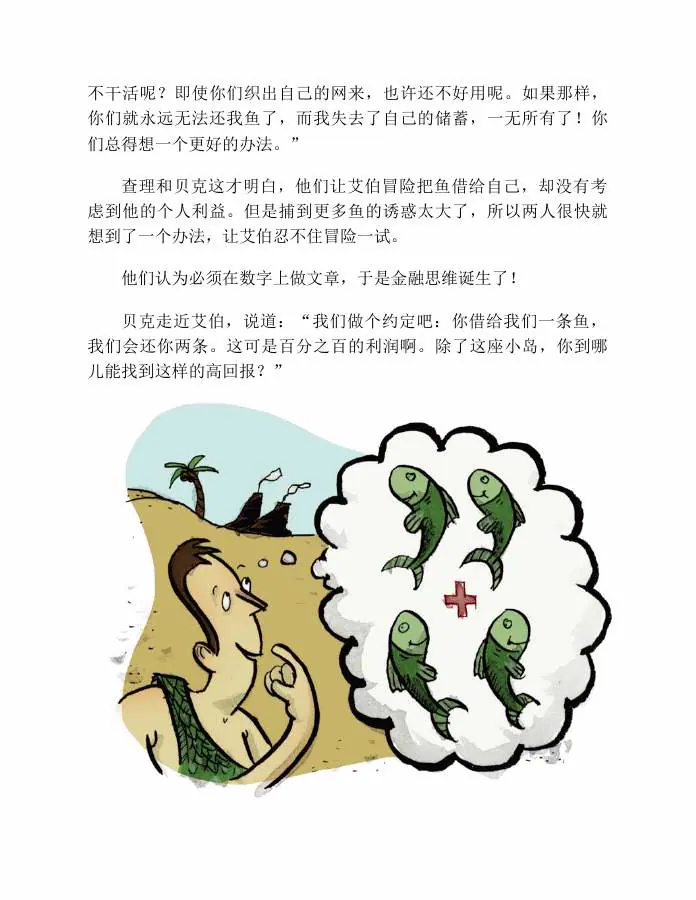 不干活呢？即使你们织出自己的网来，也许还不好用呢。如果那样，
你们就永远无法还我鱼了，而我失去了自己的储蓄，一无所有了！你
们总得想一个更好的办法。”
查理和贝克这才明白，他们让艾伯冒险把鱼借给自己，却没有考
虑到他的个人利益。但是捕到更多鱼的诱惑太大了，所以两人很快就
想到了一个办法，让艾伯忍不住冒险一试。
他们认为必须在数字上做文章，于是金融思维诞生了！
贝克走近艾伯，说道：“我们做个约定吧：你借给我们一条鱼，
我们会还你两条。这可是百分之百的利润啊。除了这座小岛，你到哪
儿能找到这样的高回报？”